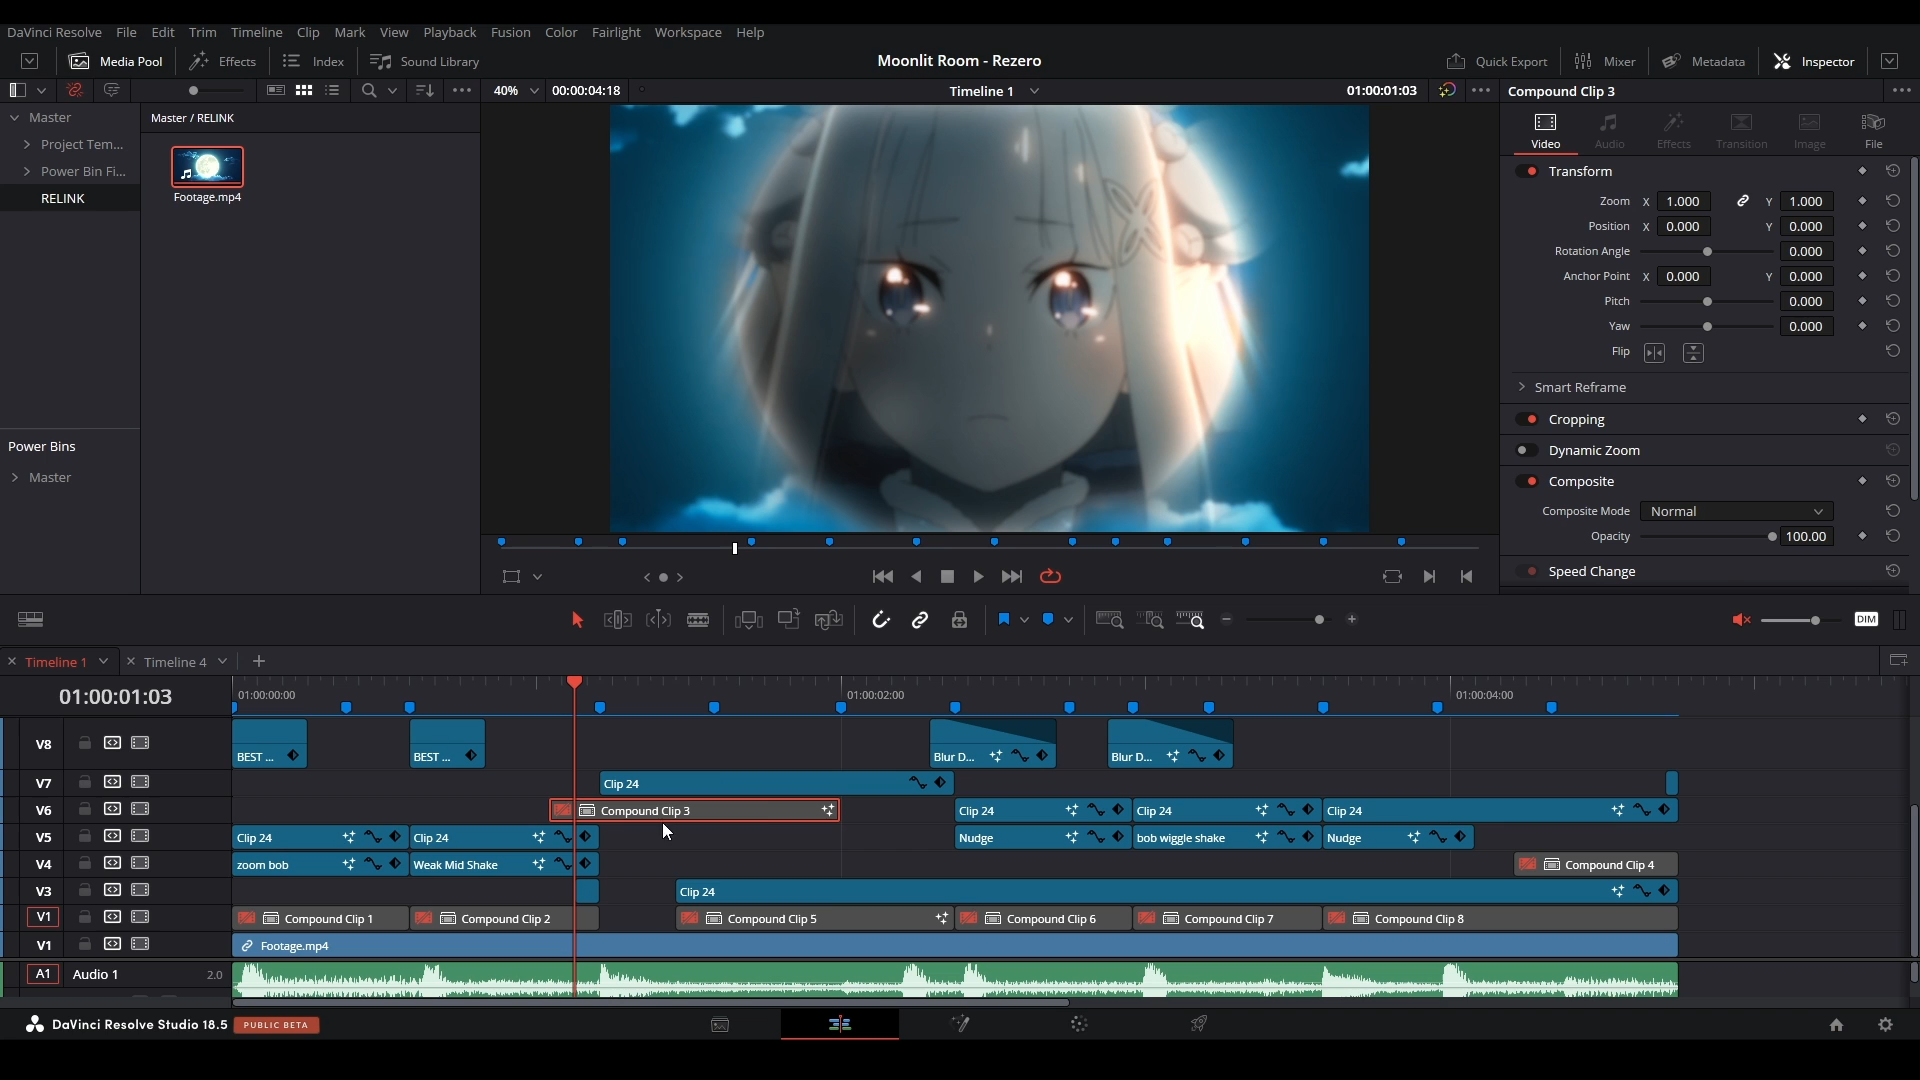 DaVinci Resolve File Edit Trim Timeline Clip Mark View Playback Fusion Color Fairlight Workspace Help
Media Pool Effects Index Sound Library Moonlit Room - Rezero Quick Export Mixer Metadata Inspector
40% 00:00:04:18 Timeline 1 01:00:01:03 Compound Clip 3
Master
Master / RELINK
Project Tem...
Power Bin Fi...
RELINK
Footage.mp4
Power Bins
Master
Video Audio Effects Transition Image File
Transform
Zoom X 1.000 Y 1.000
Position X 0.000 Y 0.000
Rotation Angle 0.000
Anchor Point X 0.000 Y 0.000
Pitch 0.000
Yaw 0.000
Flip
Smart Reframe
Cropping
Dynamic Zoom
Composite
Composite Mode Normal
Opacity 100.00
Speed Change
DIM
Timeline 1 Timeline 4
01:00:01:03 01:00:00:00 01:00:02:00 01:00:04:00
V8 BEST ... BEST ... Blur D... Blur D...
V7 Clip 24
V6 Compound Clip 3 Clip 24 Clip 24 Clip 24
V5 Clip 24 Clip 24 Nudge bob wiggle shake Nudge
V4 zoom bob Weak Mid Shake Compound Clip 4
V3 Clip 24
V1 Compound Clip 1 Compound Clip 2 Compound Clip 5 Compound Clip 6 Compound Clip 7 Compound Clip 8
V1 Footage.mp4
A1 Audio 1 2.0
DaVinci Resolve Studio 18.5 PUBLIC BETA